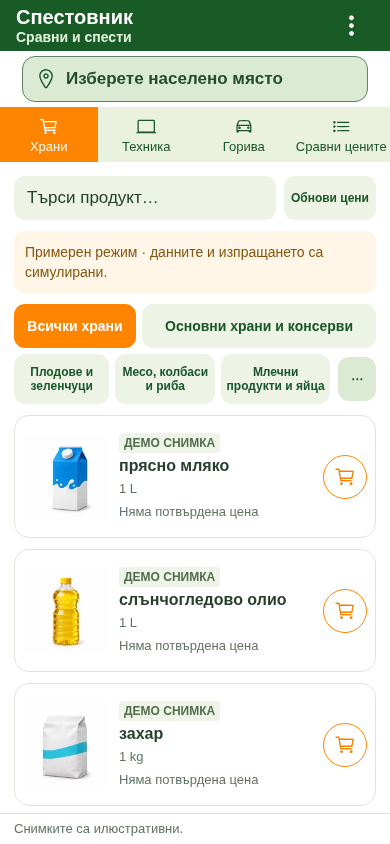 Спестовник
Сравни и спести
Изберете населено място
Храни
Техника
Горива
Сравни цените
Търси продукт…
Обнови цени
Примерен режим · данните и изпращането са
симулирани.
Всички храни
Основни храни и консерви
Плодове и
зеленчуци
Месо, колбаси
и риба
Млечни
продукти и яйца
...
ДЕМО СНИМКА
прясно мляко
1 L
Няма потвърдена цена
ДЕМО СНИМКА
слънчогледово олио
1 L
Няма потвърдена цена
ДЕМО СНИМКА
захар
1 kg
Няма потвърдена цена
Снимките са илюстративни.